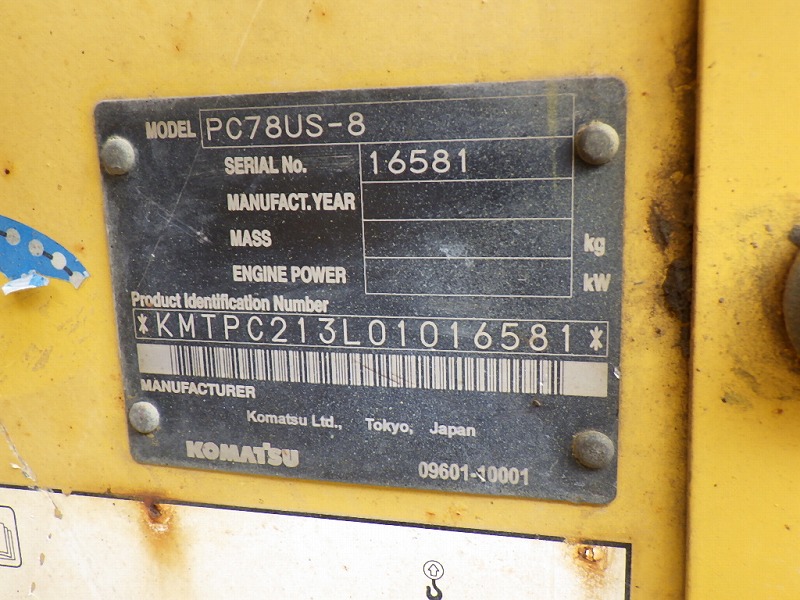 MODEL PC78US-8
SERIAL No. 16581
MANUFACT. YEAR
MASS kg
ENGINE POWER kW
Product Identification Number
*KMTPC213L01016581*
MANUFACTURER
Komatsu Ltd., Tokyo, Japan
KOMATSU 09601-10001